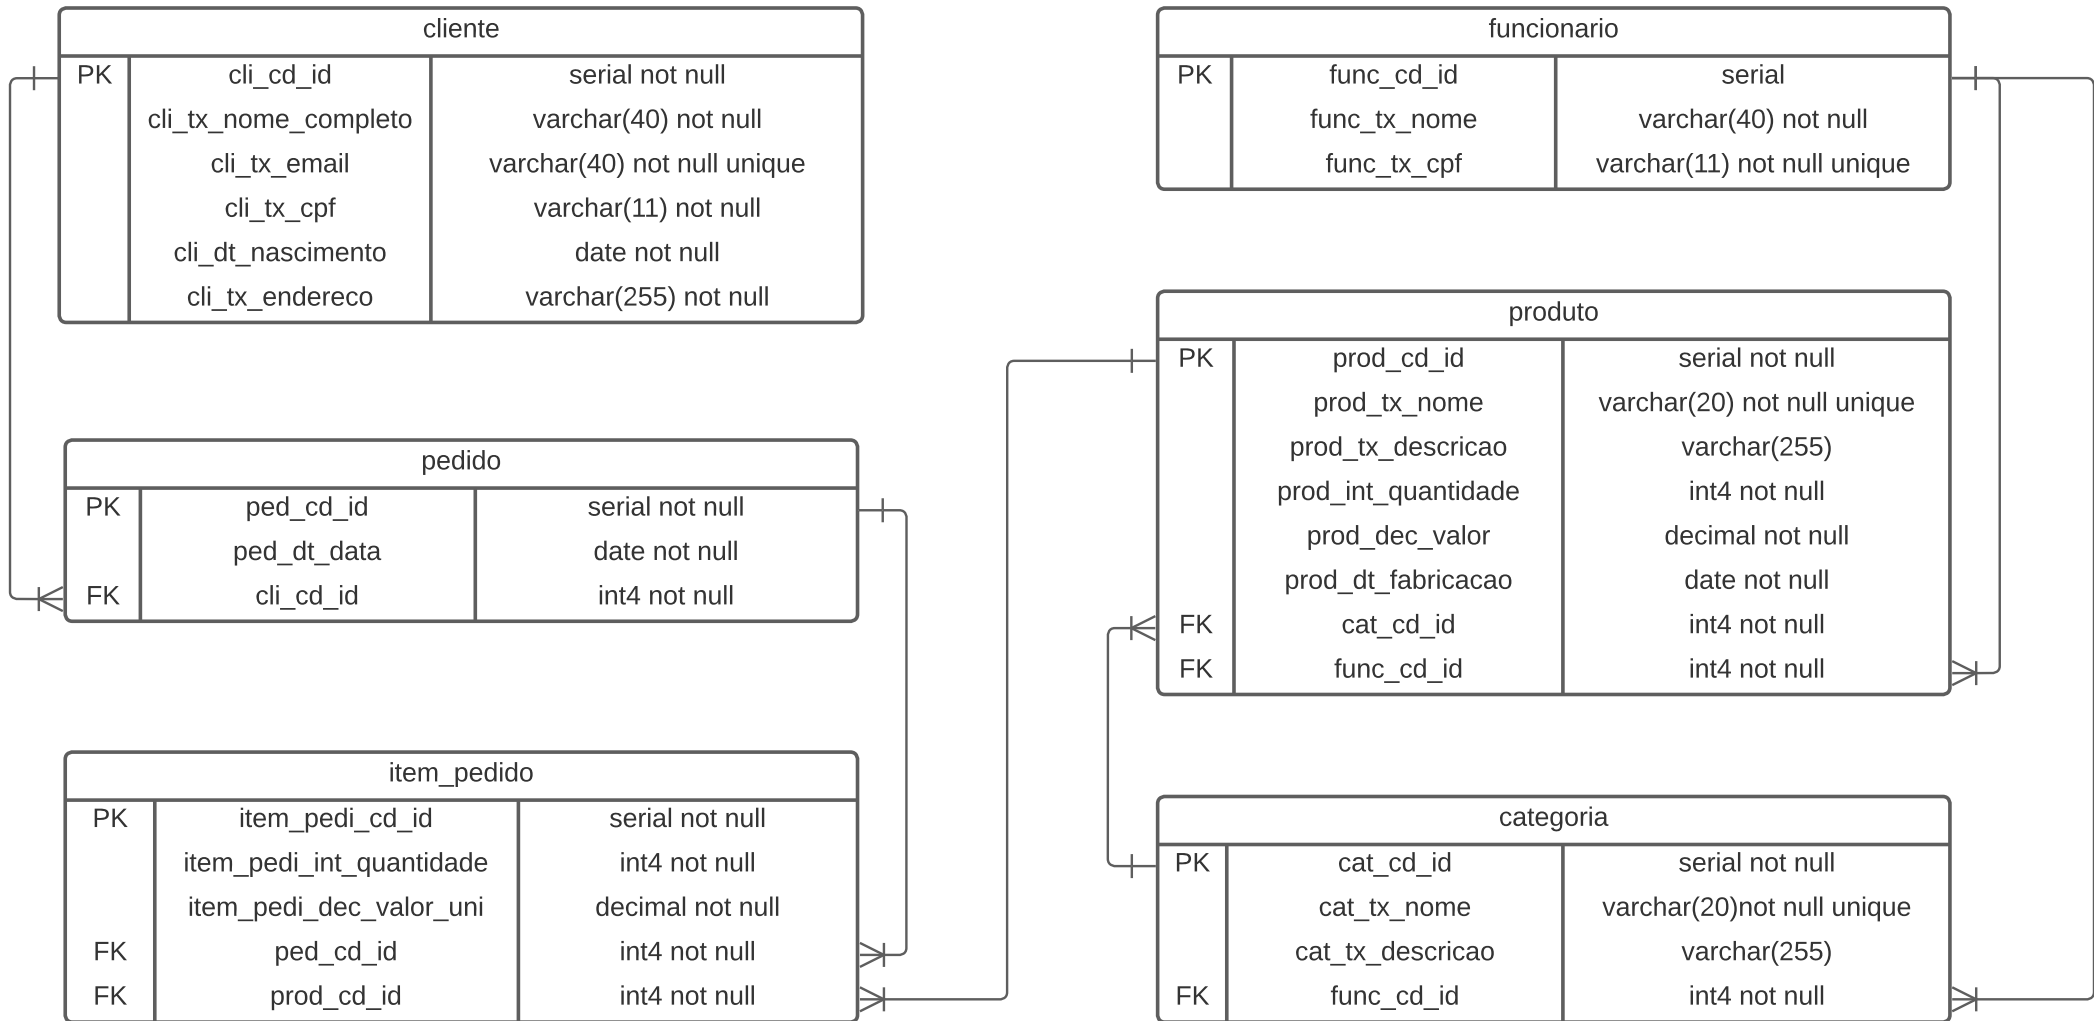 cliente
PK cli_cd_id serial not null
cli_tx_nome_completo varchar(40) not null
cli_tx_email varchar(40) not null unique
cli_tx_cpf varchar(11) not null
cli_dt_nascimento date not null
cli_tx_endereco varchar(255) not null
pedido
PK ped_cd_id serial not null
ped_dt_data date not null
FK cli_cd_id int4 not null
item_pedido
PK item_pedi_cd_id serial not null
item_pedi_int_quantidade int4 not null
item_pedi_dec_valor_uni decimal not null
FK ped_cd_id int4 not null
FK prod_cd_id int4 not null
funcionario
PK func_cd_id serial
func_tx_nome varchar(40) not null
func_tx_cpf varchar(11) not null unique
produto
PK prod_cd_id serial not null
prod_tx_nome varchar(20) not null unique
prod_tx_descricao varchar(255)
prod_int_quantidade int4 not null
prod_dec_valor decimal not null
prod_dt_fabricacao date not null
FK cat_cd_id int4 not null
FK func_cd_id int4 not null
categoria
PK cat_cd_id serial not null
cat_tx_nome varchar(20)not null unique
cat_tx_descricao varchar(255)
FK func_cd_id int4 not null